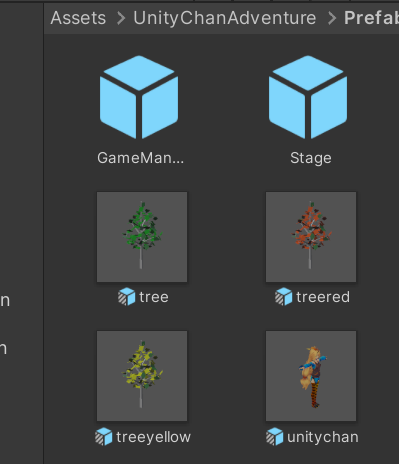 Assets > UnityChanAdventure > Prefab
GameMan...
Stage
tree
treered
treeyellow
unitychan
n
n